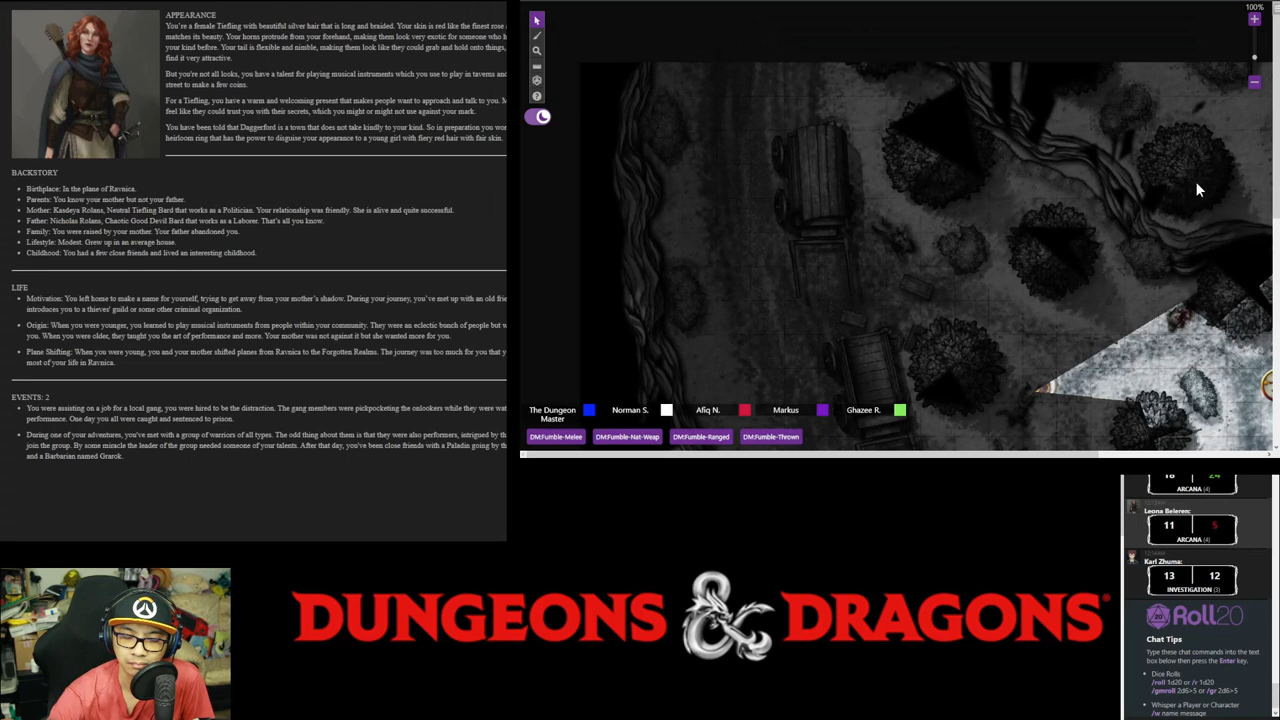 APPEARANCE
You're a female Tiefling with beautiful silver hair that is long and braided. Your skin is red like the finest rose
matches its beauty. Your horns protrude from your forehead, making them look very exotic for someone who h
your kind before. Your tail is flexible and nimble, making them look like they could grab and hold onto things,
find it very attractive.
But you're not all looks, you have a talent for playing musical instruments which you use to play in taverns and
street to make a few coins.
For a Tiefling, you have a warm and welcoming present that makes people want to approach and talk to you. M
feel like they could trust you with their secrets, which you might or might not use against your mark.
You have been told that Daggerford is a town that does not take kindly to your kind. So in preparation you wor
heirloom ring that has the power to disguise your appearance to a young girl with fiery red hair with fair skin.
BACKSTORY
• Birthplace: In the plane of Ravnica.
• Parents: You know your mother but not your father.
• Mother: Kasdeya Rolans, Neutral Tiefling Bard that works as a Politician. Your relationship was friendly. She is alive and quite successful.
• Father: Nicholas Rolans, Chaotic Good Devil Bard that works as a Laborer. That's all you know.
• Family: You were raised by your mother. Your father abandoned you.
• Lifestyle: Modest. Grew up in an average house.
• Childhood: You had a few close friends and lived an interesting childhood.
LIFE
• Motivation: You left home to make a name for yourself, trying to get away from your mother's shadow. During your journey, you've met up with an old frie
introduces you to a thieves' guild or some other criminal organization.
• Origin: When you were younger, you learned to play musical instruments from people within your community. They were an eclectic bunch of people but w
you. When you were older, they taught you the art of performance and more. Your mother was not against it but she wanted more for you.
• Plane Shifting: When you were young, you and your mother shifted planes from Ravnica to the Forgotten Realms. The journey was too much for you that y
most of your life in Ravnica.
EVENTS: 2
• You were assisting on a job for a local gang, you were hired to be the distraction. The gang members were pickpocketing the onlookers while they were wat
performance. One day you all were caught and sentenced to prison.
• During one of your adventures, you've met with a group of warriors of all types. The odd thing about them is that they were also performers, intrigued by th
join the group. By some miracle the leader of the group needed someone of your talents. After that day, you've been close friends with a Paladin going by th
and a Barbarian named Grarok.
100%
The Dungeon
Master
Norman S.
Afiq N.
Markus
Ghazee R.
DM:Fumble-Melee
DM:Fumble-Nat-Weap
DM:Fumble-Ranged
DM:Fumble-Thrown
DUNGEONS & DRAGONS®
18 24
ARCANA (4)
Leona Beleren:
11 5
ARCANA (4)
Karl Zhuma:
13 12
INVESTIGATION (3)
20 Roll20
Chat Tips
Type these chat commands into the text
box below then press the Enter key.
• Dice Rolls
/roll 1d20 or /r 1d20
/gmroll 2d6>5 or /gr 2d6>5
• Whisper a Player or Character
/w name message